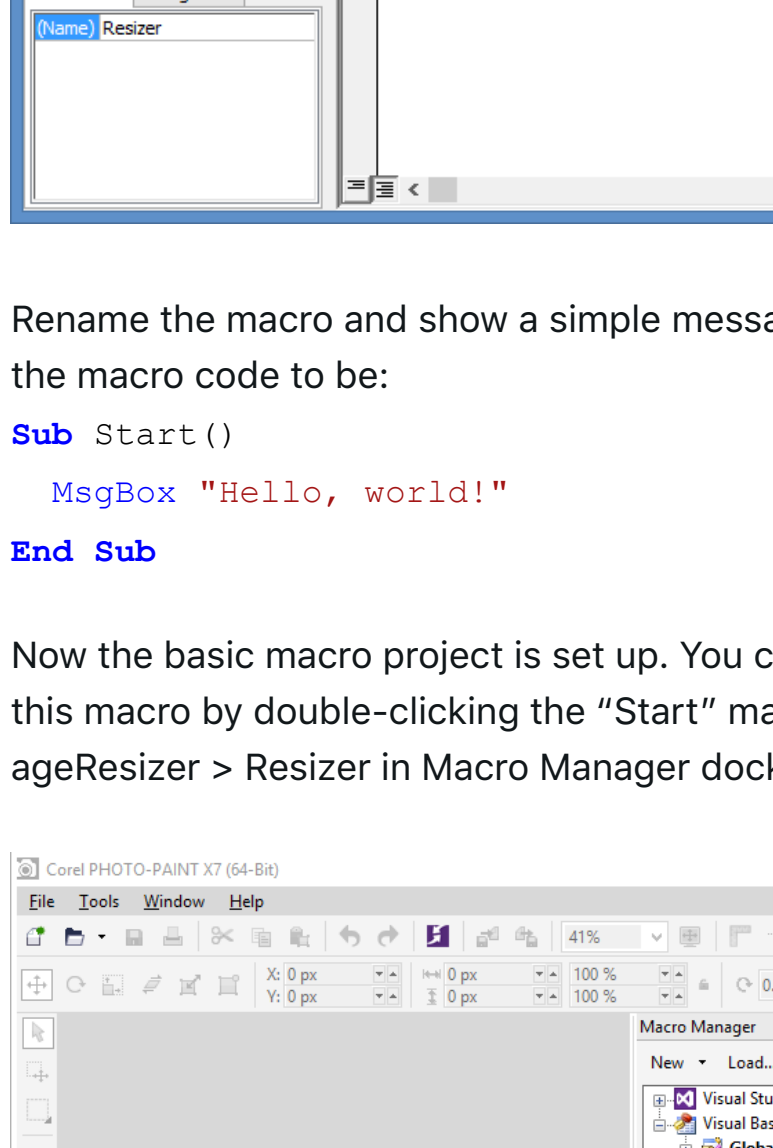 (Name) Resizer
Rename the macro and show a simple messa
the macro code to be:
Sub Start()
MsgBox "Hello, world!"
End Sub
Now the basic macro project is set up. You c
this macro by double-clicking the “Start” ma
ageResizer > Resizer in Macro Manager dock
Corel PHOTO-PAINT X7 (64-Bit)
File Tools Window Help
41%
X: 0 px 0 px 100 % 0.
Y: 0 px 0 px 100 %
Macro Manager
New Load...
Visual Stu
Visual Bas
Globa